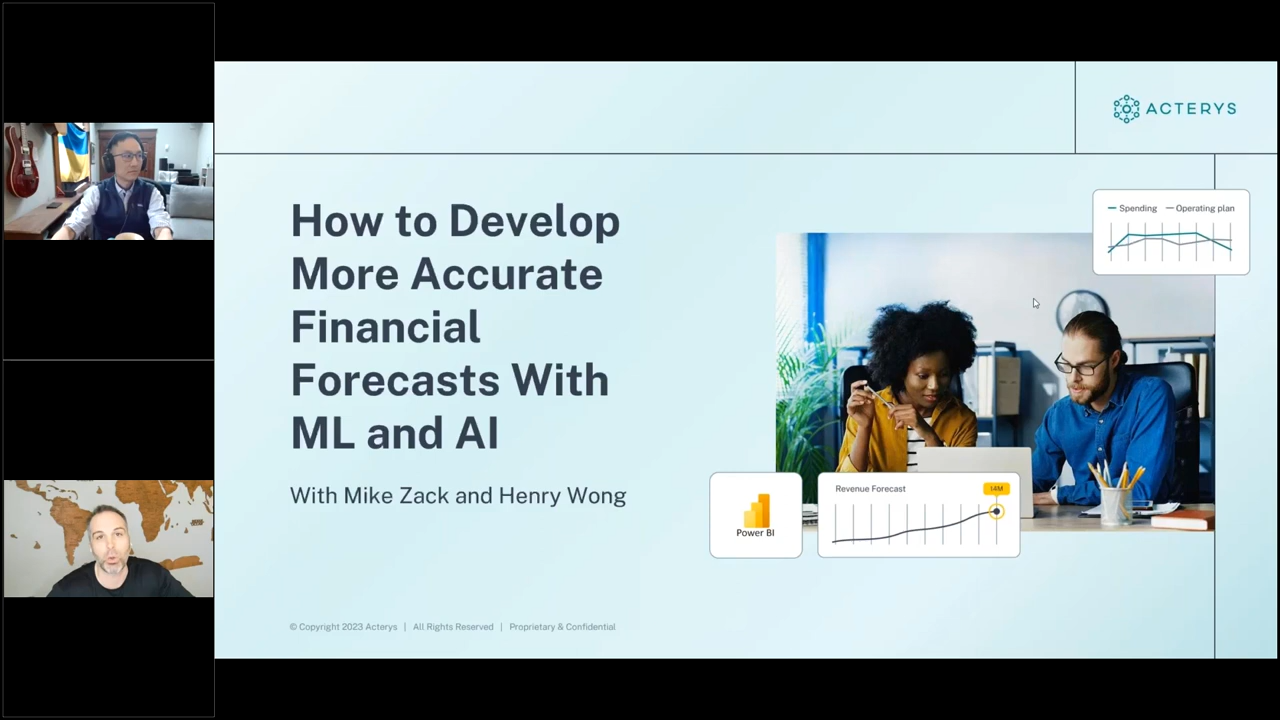 ACTERYS
How to Develop
More Accurate
Financial
Forecasts With
ML and AI
With Mike Zack and Henry Wong
Spending Operating plan
Power BI
Revenue Forecast
14M
© Copyright 2023 Acterys | All Rights Reserved | Proprietary & Confidential